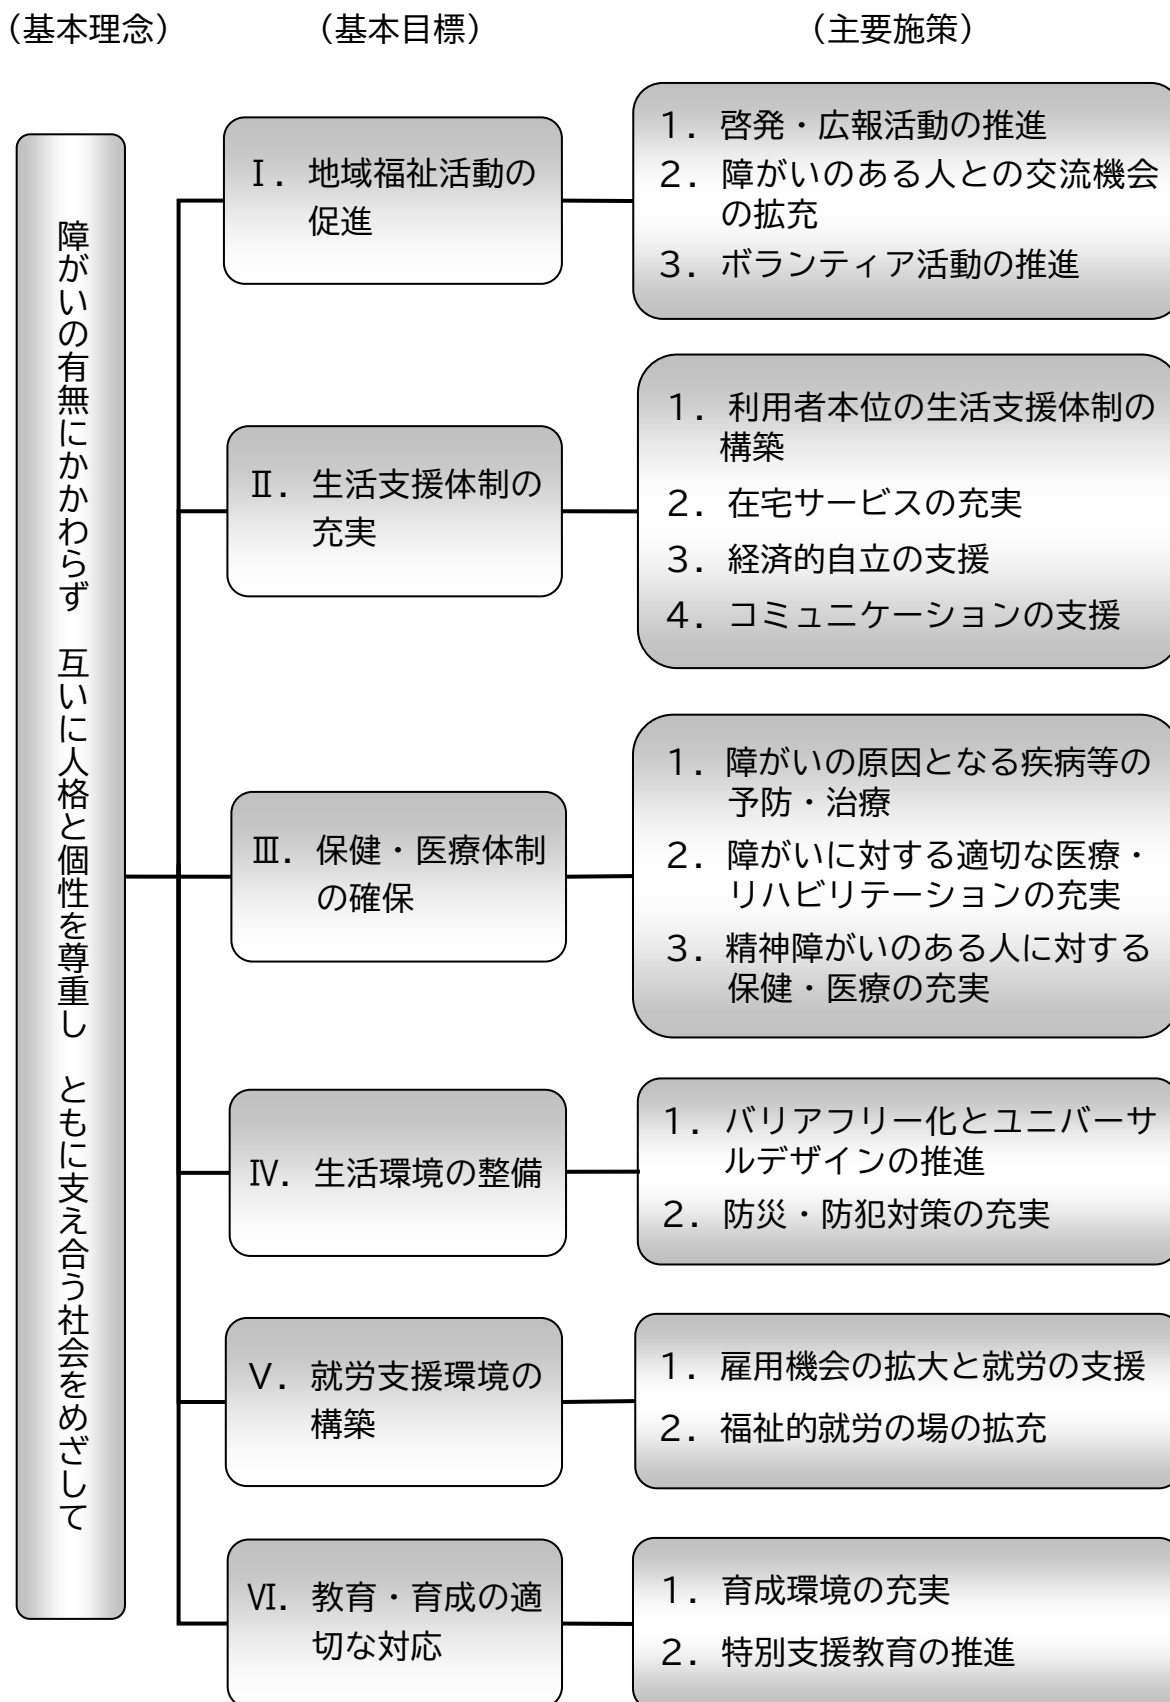 （基本理念）
（基本目標）
（主要施策）
障がいの有無にかかわらず　互いに人格と個性を尊重し　ともに支え合う社会をめざして
Ⅰ．地域福祉活動の
促進
1．啓発・広報活動の推進
2．障がいのある人との交流機会
の拡充
3．ボランティア活動の推進
Ⅱ．生活支援体制の
充実
1．利用者本位の生活支援体制の
構築
2．在宅サービスの充実
3．経済的自立の支援
4．コミュニケーションの支援
Ⅲ．保健・医療体制
の確保
1．障がいの原因となる疾病等の
予防・治療
2．障がいに対する適切な医療・
リハビリテーションの充実
3．精神障がいのある人に対する
保健・医療の充実
Ⅳ．生活環境の整備
1．バリアフリー化とユニバーサ
ルデザインの推進
2．防災・防犯対策の充実
Ⅴ．就労支援環境の
構築
1．雇用機会の拡大と就労の支援
2．福祉的就労の場の拡充
Ⅵ．教育・育成の適
切な対応
1．育成環境の充実
2．特別支援教育の推進